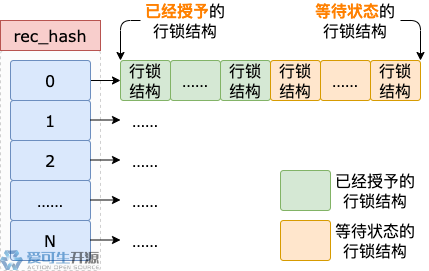 已经授予的
行锁结构
等待状态的
行锁结构
rec_hash
0
行锁
结构
……
行锁
结构
行锁
结构
……
行锁
结构
1
……
2
……
……
……
N
……
已经授予的
行锁结构
等待状态的
行锁结构
爱可生开源
ACTION OPEN SOURCE